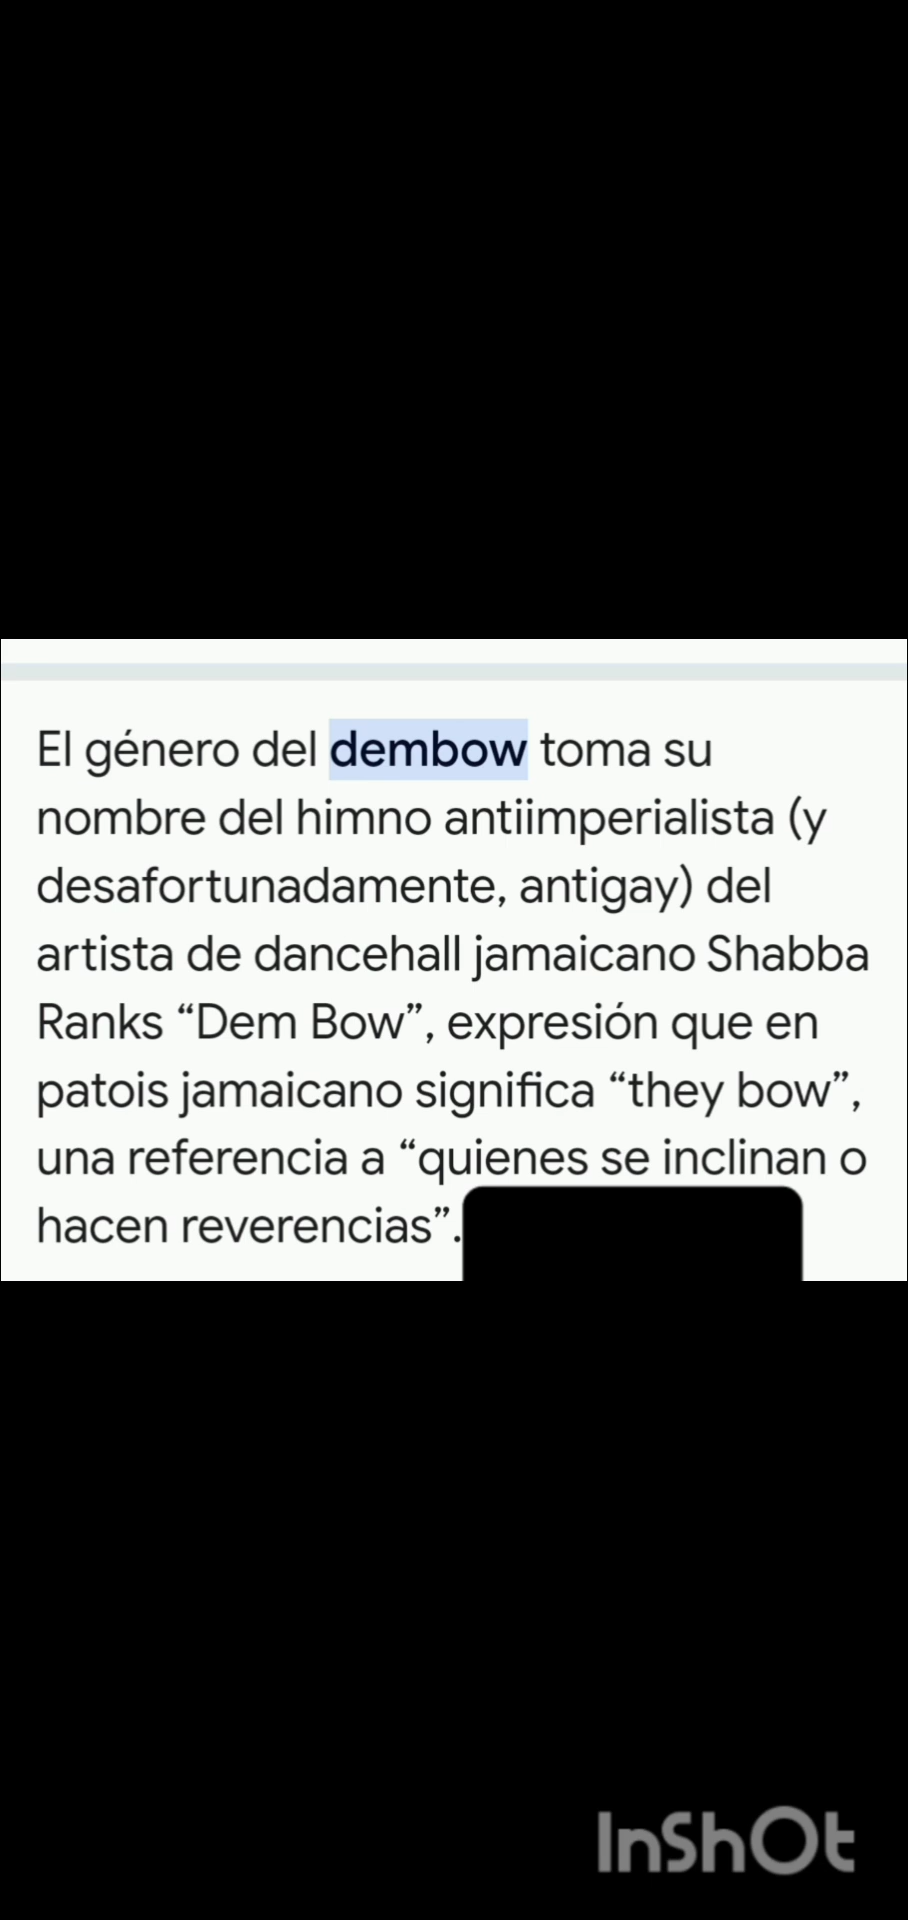 El género del dembow toma su
nombre del himno antiimperialista (y
desafortunadamente, antigay) del
artista de dancehall jamaicano Shabba
Ranks “Dem Bow”, expresión que en
patois jamaicano significa “they bow”,
una referencia a “quienes se inclinan o
hacen reverencias”.
InShOt